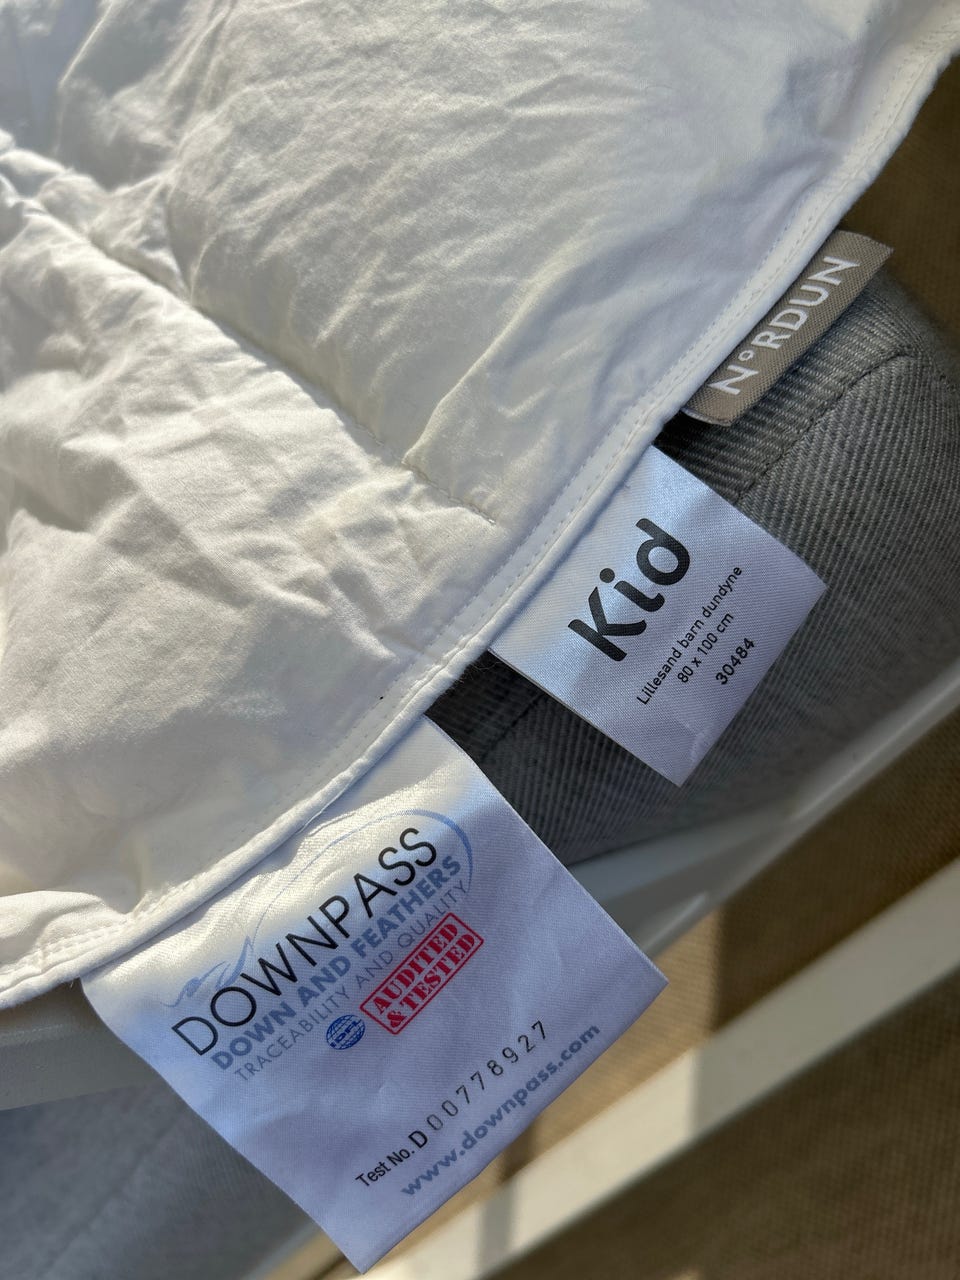 N°RDUN
Kid
Lillesand barn dundyne
80 x 100 cm
30484
DOWNPASS
DOWN AND FEATHERS
TRACEABILITY AND QUALITY
IDFL
AUDITED
& TESTED
Test No. D 00778927
www.downpass.com